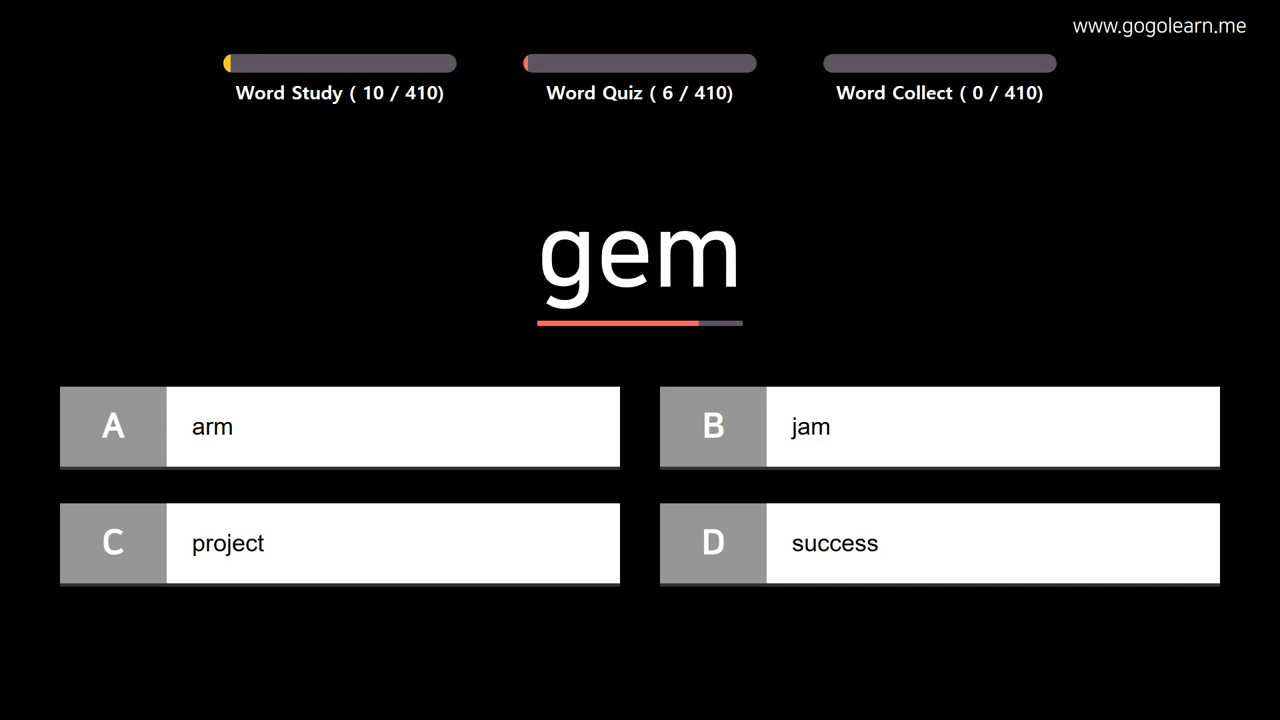 www.gogolearn.me
Word Study ( 10 / 410)
Word Quiz ( 6 / 410)
Word Collect ( 0 / 410)
gem
A arm
B jam
C project
D success